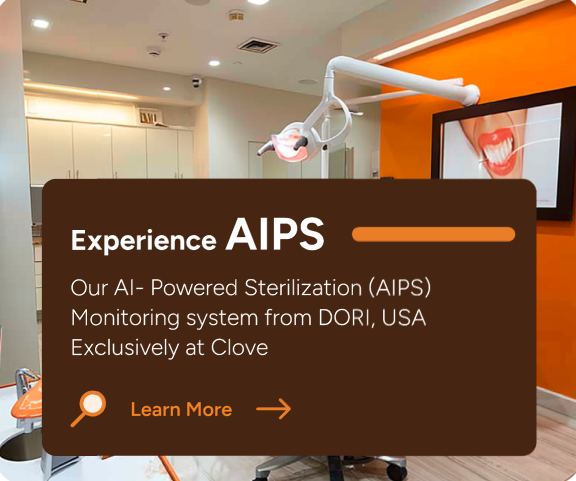 Experience AIPS
Our AI- Powered Sterilization (AIPS)
Monitoring system from DORI, USA
Exclusively at Clove
Learn More